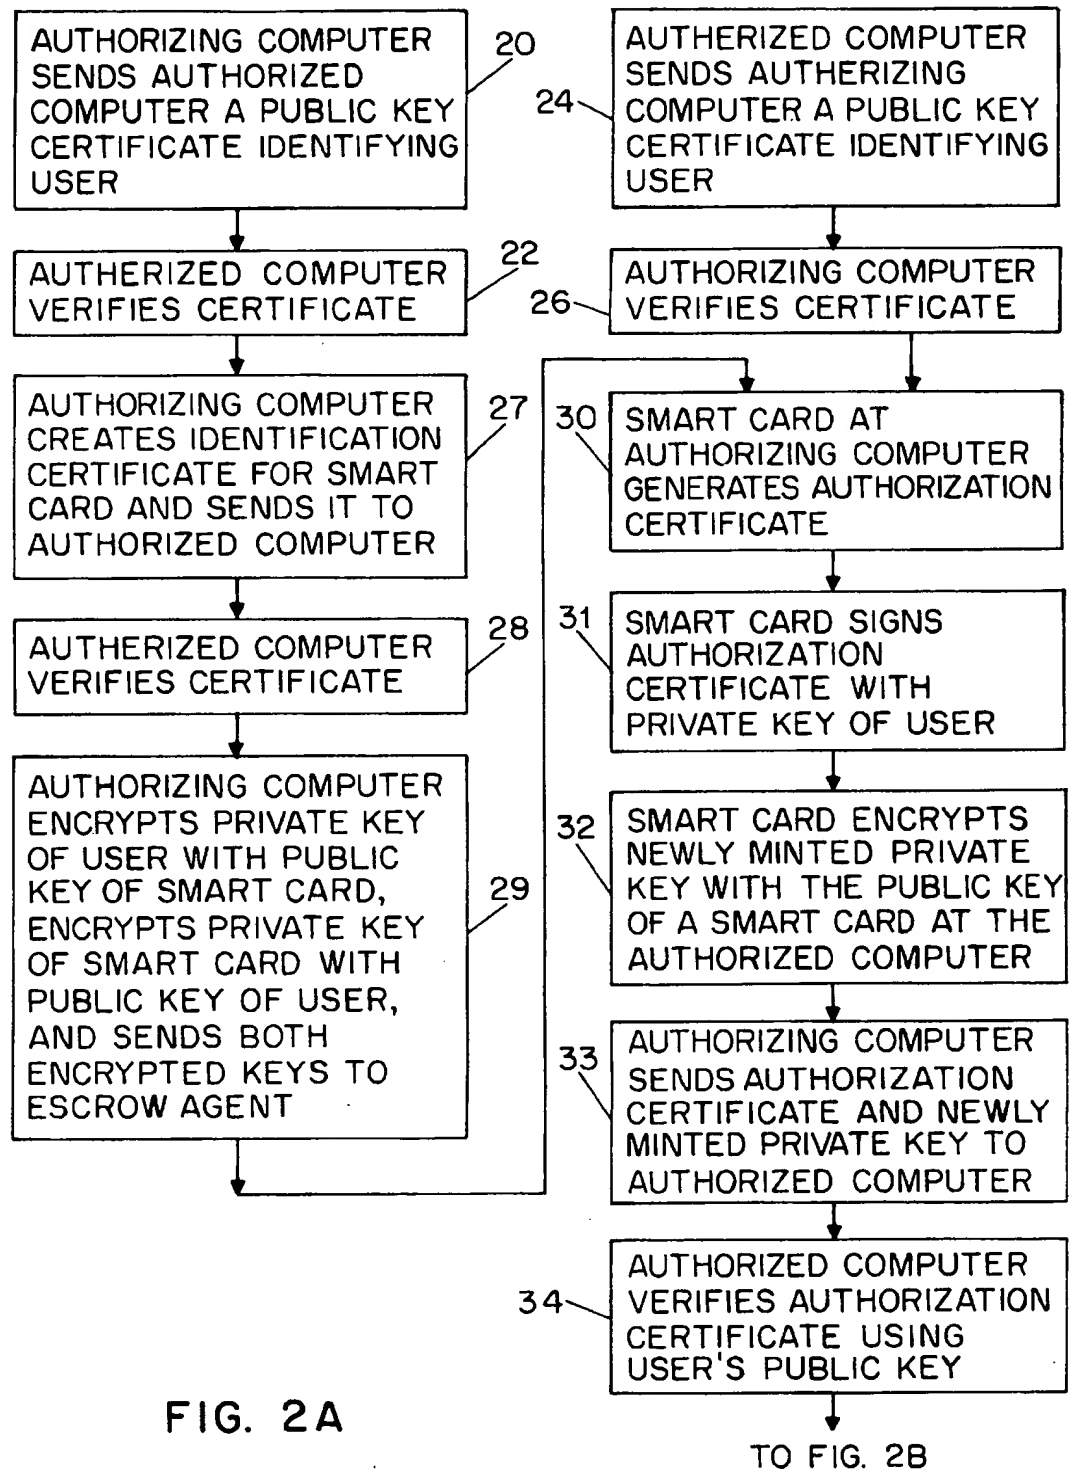 AUTHORIZING COMPUTER
SENDS AUTHORIZED
COMPUTER A PUBLIC KEY
CERTIFICATE IDENTIFYING
USER
20
AUTHERIZED COMPUTER
VERIFIES CERTIFICATE
22
AUTHORIZING COMPUTER
CREATES IDENTIFICATION
CERTIFICATE FOR SMART
CARD AND SENDS IT TO
AUTHORIZED COMPUTER
27
AUTHERIZED COMPUTER
VERIFIES CERTIFICATE
28
AUTHORIZING COMPUTER
ENCRYPTS PRIVATE KEY
OF USER WITH PUBLIC
KEY OF SMART CARD,
ENCRYPTS PRIVATE KEY
OF SMART CARD WITH
PUBLIC KEY OF USER,
AND SENDS BOTH
ENCRYPTED KEYS TO
ESCROW AGENT
29
AUTHERIZED COMPUTER
SENDS AUTHERIZING
COMPUTER A PUBLIC KEY
CERTIFICATE IDENTIFYING
USER
24
AUTHORIZING COMPUTER
VERIFIES CERTIFICATE
26
SMART CARD AT
AUTHORIZING COMPUTER
GENERATES AUTHORIZATION
CERTIFICATE
30
SMART CARD SIGNS
AUTHORIZATION
CERTIFICATE WITH
PRIVATE KEY OF USER
31
SMART CARD ENCRYPTS
NEWLY MINTED PRIVATE
KEY WITH THE PUBLIC KEY
OF A SMART CARD AT THE
AUTHORIZED COMPUTER
32
AUTHORIZING COMPUTER
SENDS AUTHORIZATION
CERTIFICATE AND NEWLY
MINTED PRIVATE KEY TO
AUTHORIZED COMPUTER
33
AUTHORIZED COMPUTER
VERIFIES AUTHORIZATION
CERTIFICATE USING
USER'S PUBLIC KEY
34
TO FIG. 2B
FIG. 2A